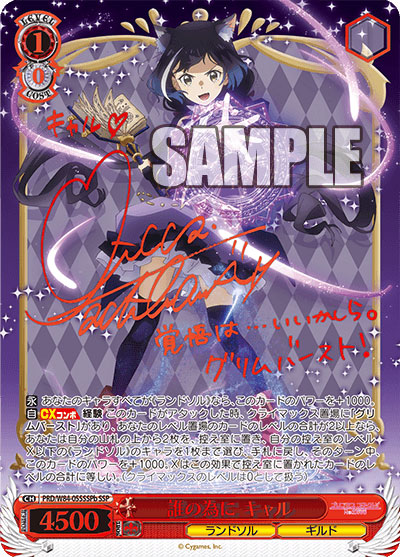 LEVEL
1
0
COST
キャル♡
SAMPLE
覚悟は…いいかしら。
グリムバースト!
永 あなたのキャラすべてが《ランドソル》なら、このカードのパワーを+1000。
自 CXコンボ 経験 このカードがアタックした時、クライマックス置場に「グ
リムバースト」があり、あなたのレベル置場のカードのレベルの合計が2以上なら、
あなたは自分の山札の上から2枚を、控え室に置き、自分の控え室のレベル
X以下の《ランドソル》のキャラを1枚まで選び、手札に戻し、そのターン中
このカードのパワーを+1000。Xはこの効果で控え室に置かれたカードのレ
ベルの合計に等しい。(クライマックスのレベルは0として扱う)
CH PRD/W84-055SSPb SSP
誰の為に キャル
POWER
4500
ランドソル
ギルド
© Cygames, Inc.